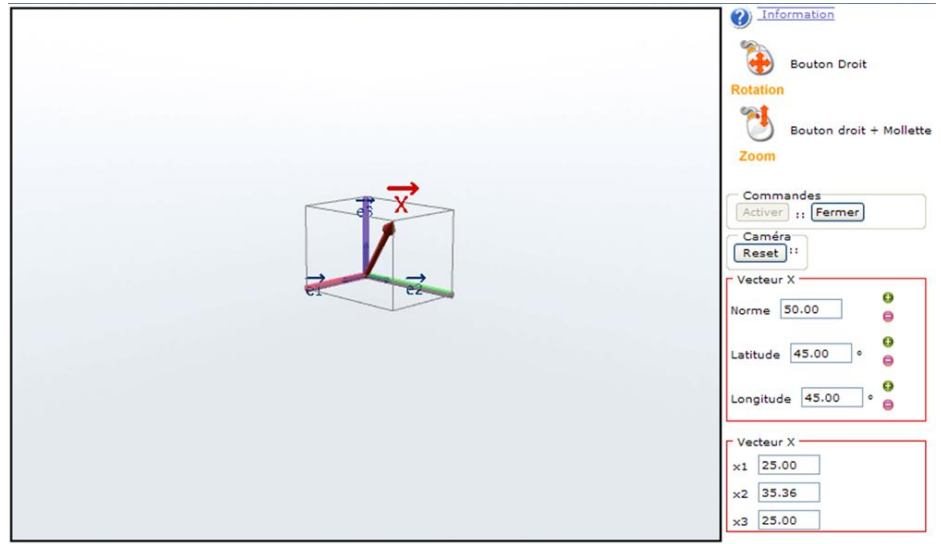 Information
Bouton Droit
Rotation
Bouton droit + Mollette
Zoom
Commandes
Activer :: Fermer
Caméra
Reset ::
Vecteur X
Norme 50.00
Latitude 45.00 °
Longitude 45.00 °
Vecteur X
x1 25.00
x2 35.36
x3 25.00
X
e3
e1
e2